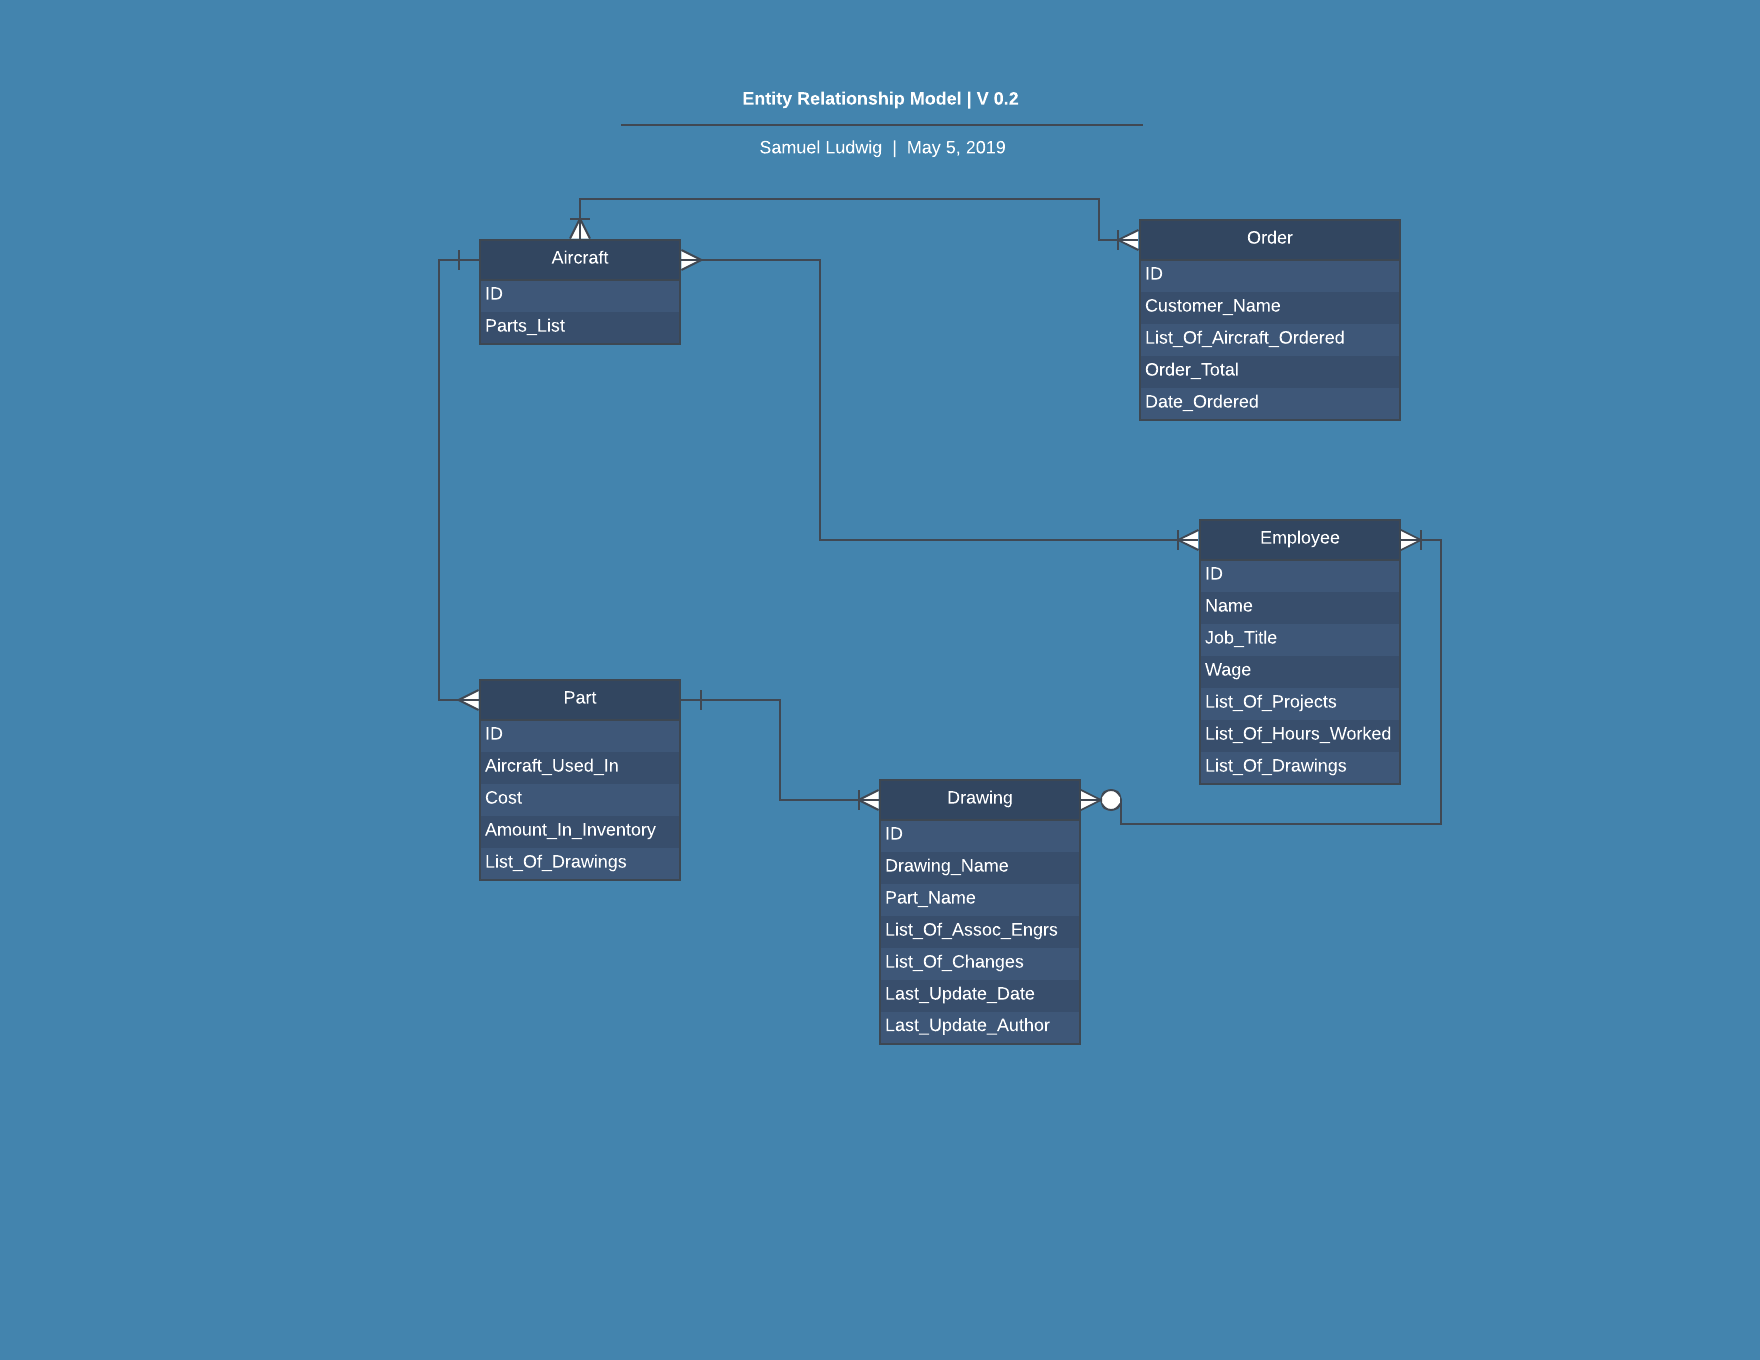 Entity Relationship Model | V 0.2
Samuel Ludwig | May 5, 2019
Aircraft
ID
Parts_List
Order
ID
Customer_Name
List_Of_Aircraft_Ordered
Order_Total
Date_Ordered
Employee
ID
Name
Job_Title
Wage
List_Of_Projects
List_Of_Hours_Worked
List_Of_Drawings
Part
ID
Aircraft_Used_In
Cost
Amount_In_Inventory
List_Of_Drawings
Drawing
ID
Drawing_Name
Part_Name
List_Of_Assoc_Engrs
List_Of_Changes
Last_Update_Date
Last_Update_Author